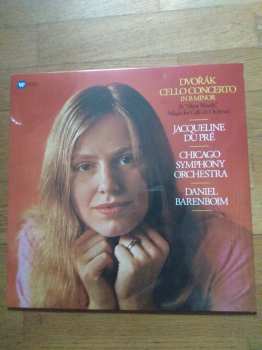 DVOŘÁK
CELLO CONCERTO
IN B MINOR
JACQUELINE
DU PRÉ
CHICAGO
SYMPHONY
ORCHESTRA
DANIEL
BARENBOIM